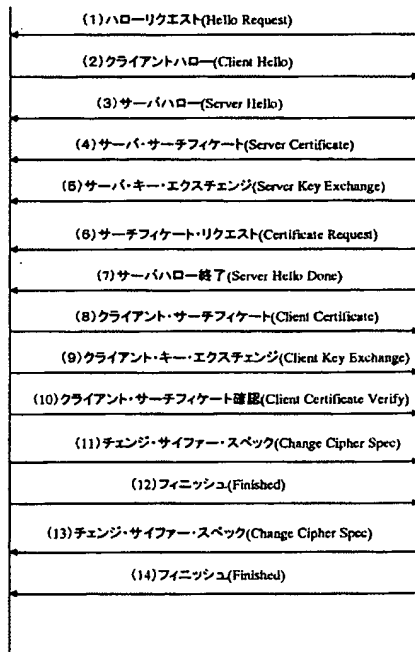 (1)ハローリクエスト(Hello Request)
(2)クライアントハロー(Client Hello)
(3)サーバハロー(Server Hello)
(4)サーバ・サーチフィケート(Server Certificate)
(5)サーバ・キー・エクスチェンジ(Server Key Exchange)
(6)サーチフィケート・リクエスト(Certificate Request)
(7)サーバハロー終了(Server Hello Done)
(8)クライアント・サーチフィケート(Client Certificate)
(9)クライアント・キー・エクスチェンジ(Client Key Exchange)
(10)クライアント・サーチフィケート確認(Client Certificate Verify)
(11)チェンジ・サイファー・スペック(Change Cipher Spec)
(12)フィニッシュ(Finished)
(13)チェンジ・サイファー・スペック(Change Cipher Spec)
(14)フィニッシュ(Finished)